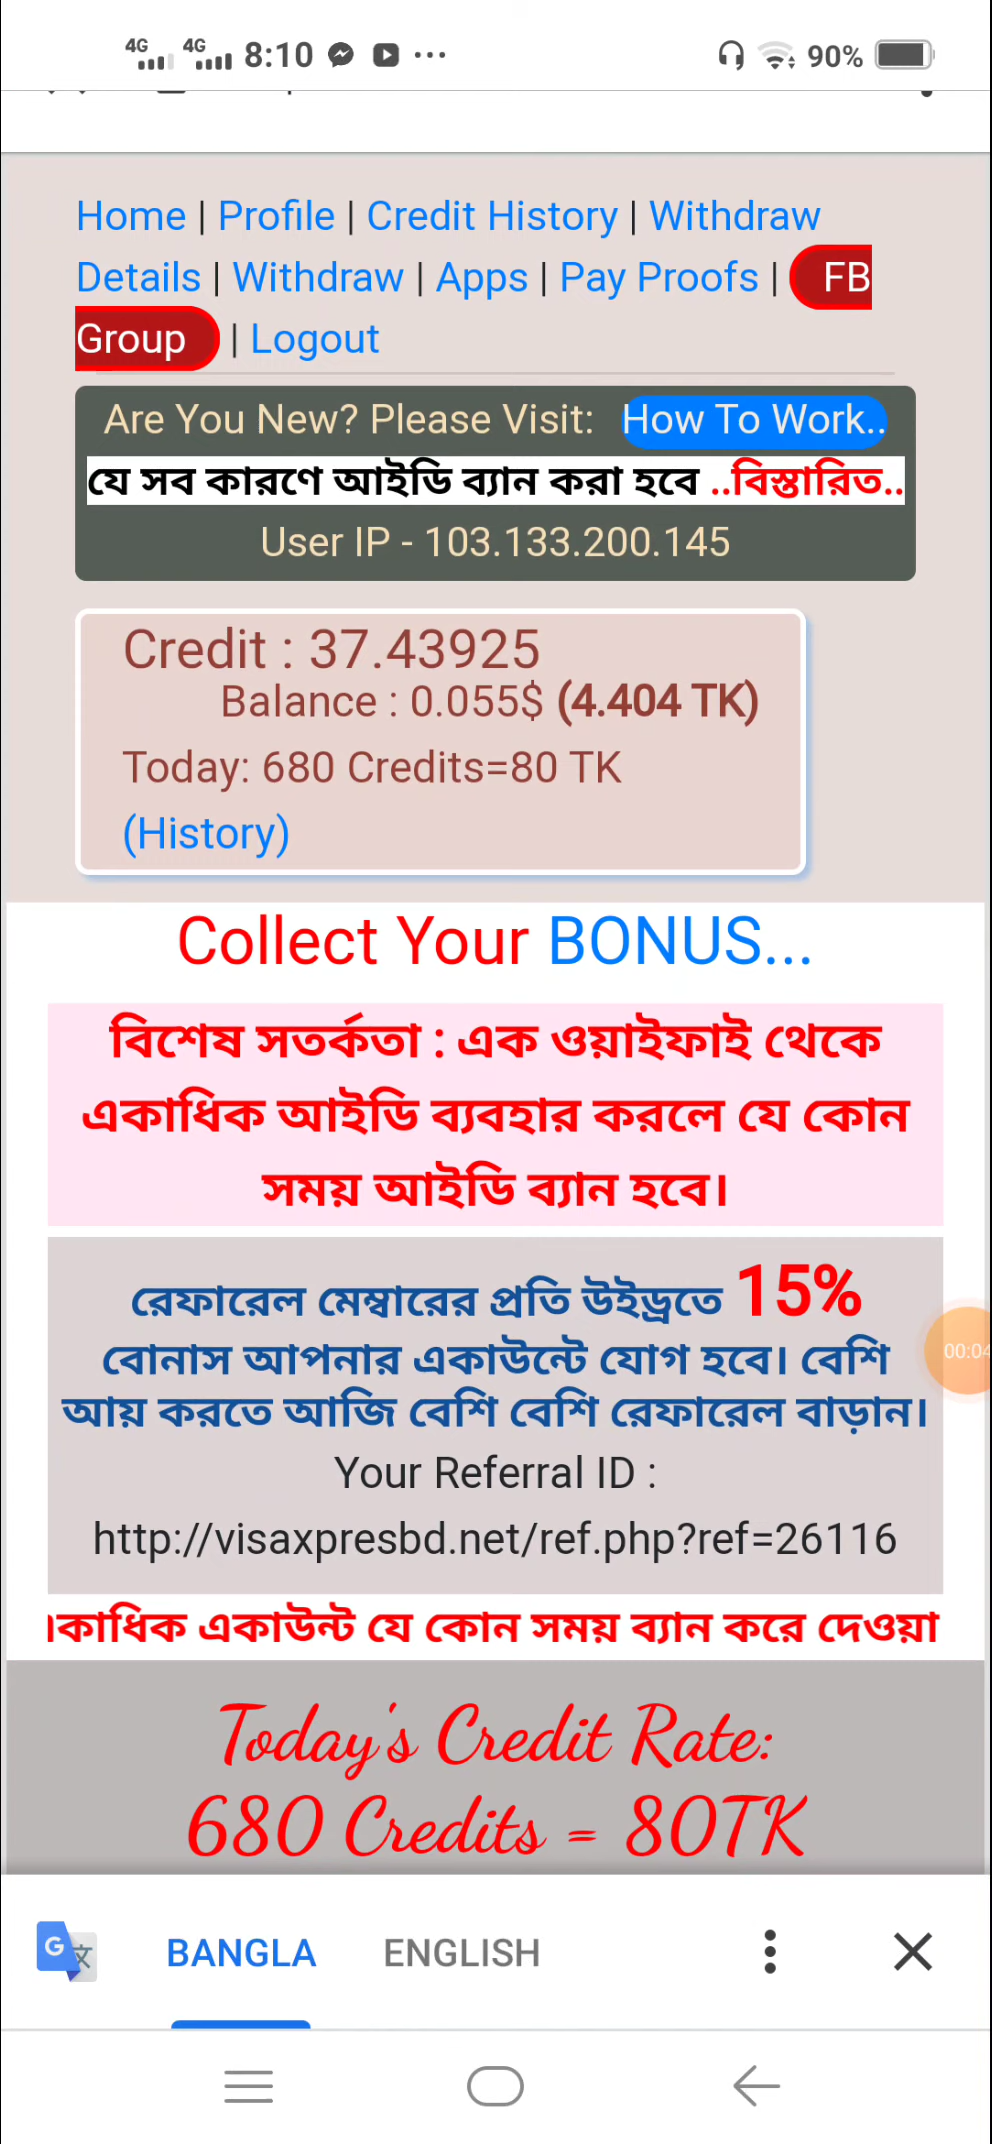 4G 4G 8:10 ... 90%
Home | Profile | Credit History | Withdraw
Details | Withdraw | Apps | Pay Proofs | FB
Group | Logout
Are You New? Please Visit: How To Work..
যে সব কারণে আইডি ব্যান করা হবে ..বিস্তারিত..
User IP - 103.133.200.145
Credit : 37.43925
Balance : 0.055$ (4.404 TK)
Today: 680 Credits=80 TK
(History)
Collect Your BONUS...
বিশেষ সতর্কতা : এক ওয়াইফাই থেকে
একাধিক আইডি ব্যবহার করলে যে কোন
সময় আইডি ব্যান হবে।
রেফারেল মেম্বারের প্রতি উইড্রতে 15%
বোনাস আপনার একাউন্টে যোগ হবে। বেশি
আয় করতে আজি বেশি বেশি রেফারেল বাড়ান।
00:04
Your Referral ID :
http://visaxpresbd.net/ref.php?ref=26116
একাধিক একাউন্ট যে কোন সময় ব্যান করে দেওয়া
Today's Credit Rate:
680 Credits = 80TK
BANGLA ENGLISH